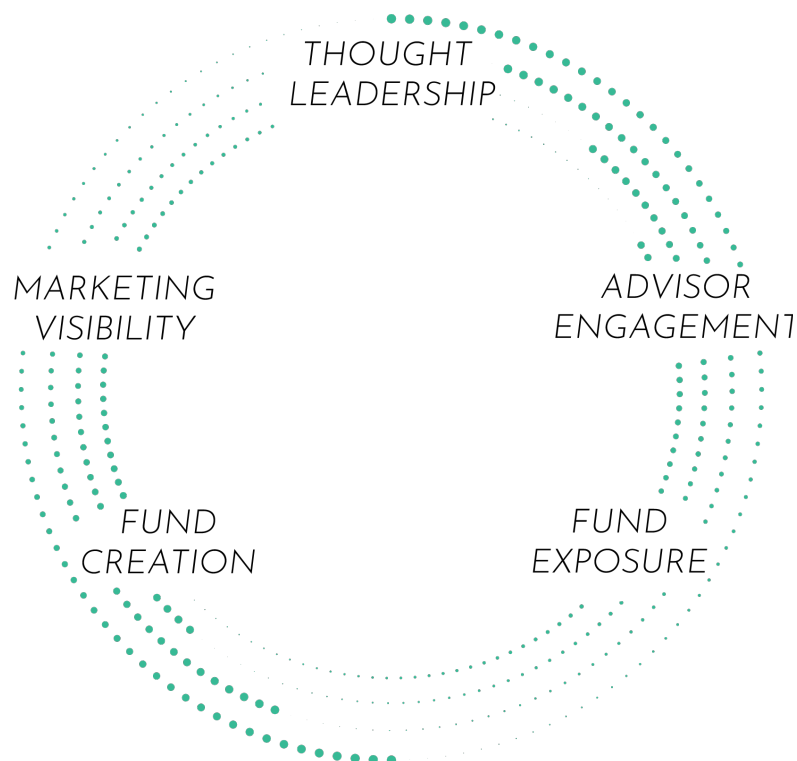 THOUGHT
LEADERSHIP
MARKETING
VISIBILITY
ADVISOR
ENGAGEMENT
FUND
CREATION
FUND
EXPOSURE